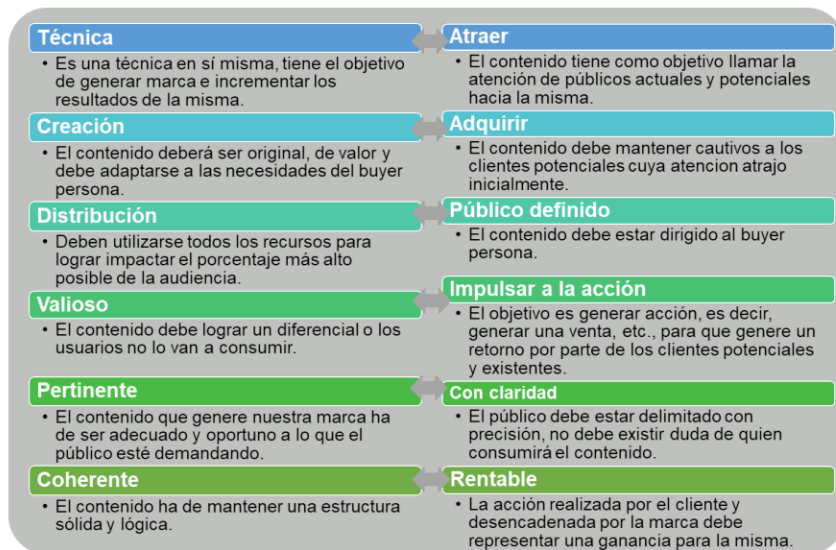 Técnica
• Es una técnica en sí misma, tiene el objetivo
de generar marca e incrementar los
resultados de la misma.
Atraer
• El contenido tiene como objetivo llamar la
atención de públicos actuales y potenciales
hacia la misma.
Creación
• El contenido deberá ser original, de valor y
debe adaptarse a las necesidades del buyer
persona.
Adquirir
• El contenido debe mantener cautivos a los
clientes potenciales cuya atencion atrajo
inicialmente.
Distribución
• Deben utilizarse todos los recursos para
lograr impactar el porcentaje más alto
posible de la audiencia.
Público definido
• El contenido debe estar dirigido al buyer
persona.
Valioso
• El contenido debe lograr un diferencial o los
usuarios no lo van a consumir.
Impulsar a la acción
• El objetivo es generar acción, es decir,
generar una venta, etc., para que genere un
retorno por parte de los clientes potenciales
y existentes.
Pertinente
• El contenido que genere nuestra marca ha
de ser adecuado y oportuno a lo que el
público esté demandando.
Con claridad
• El público debe estar delimitado con
precisión, no debe existir duda de quien
consumirá el contenido.
Coherente
• El contenido ha de mantener una estructura
sólida y lógica.
Rentable
• La acción realizada por el cliente y
desencadenada por la marca debe
representar una ganancia para la misma.